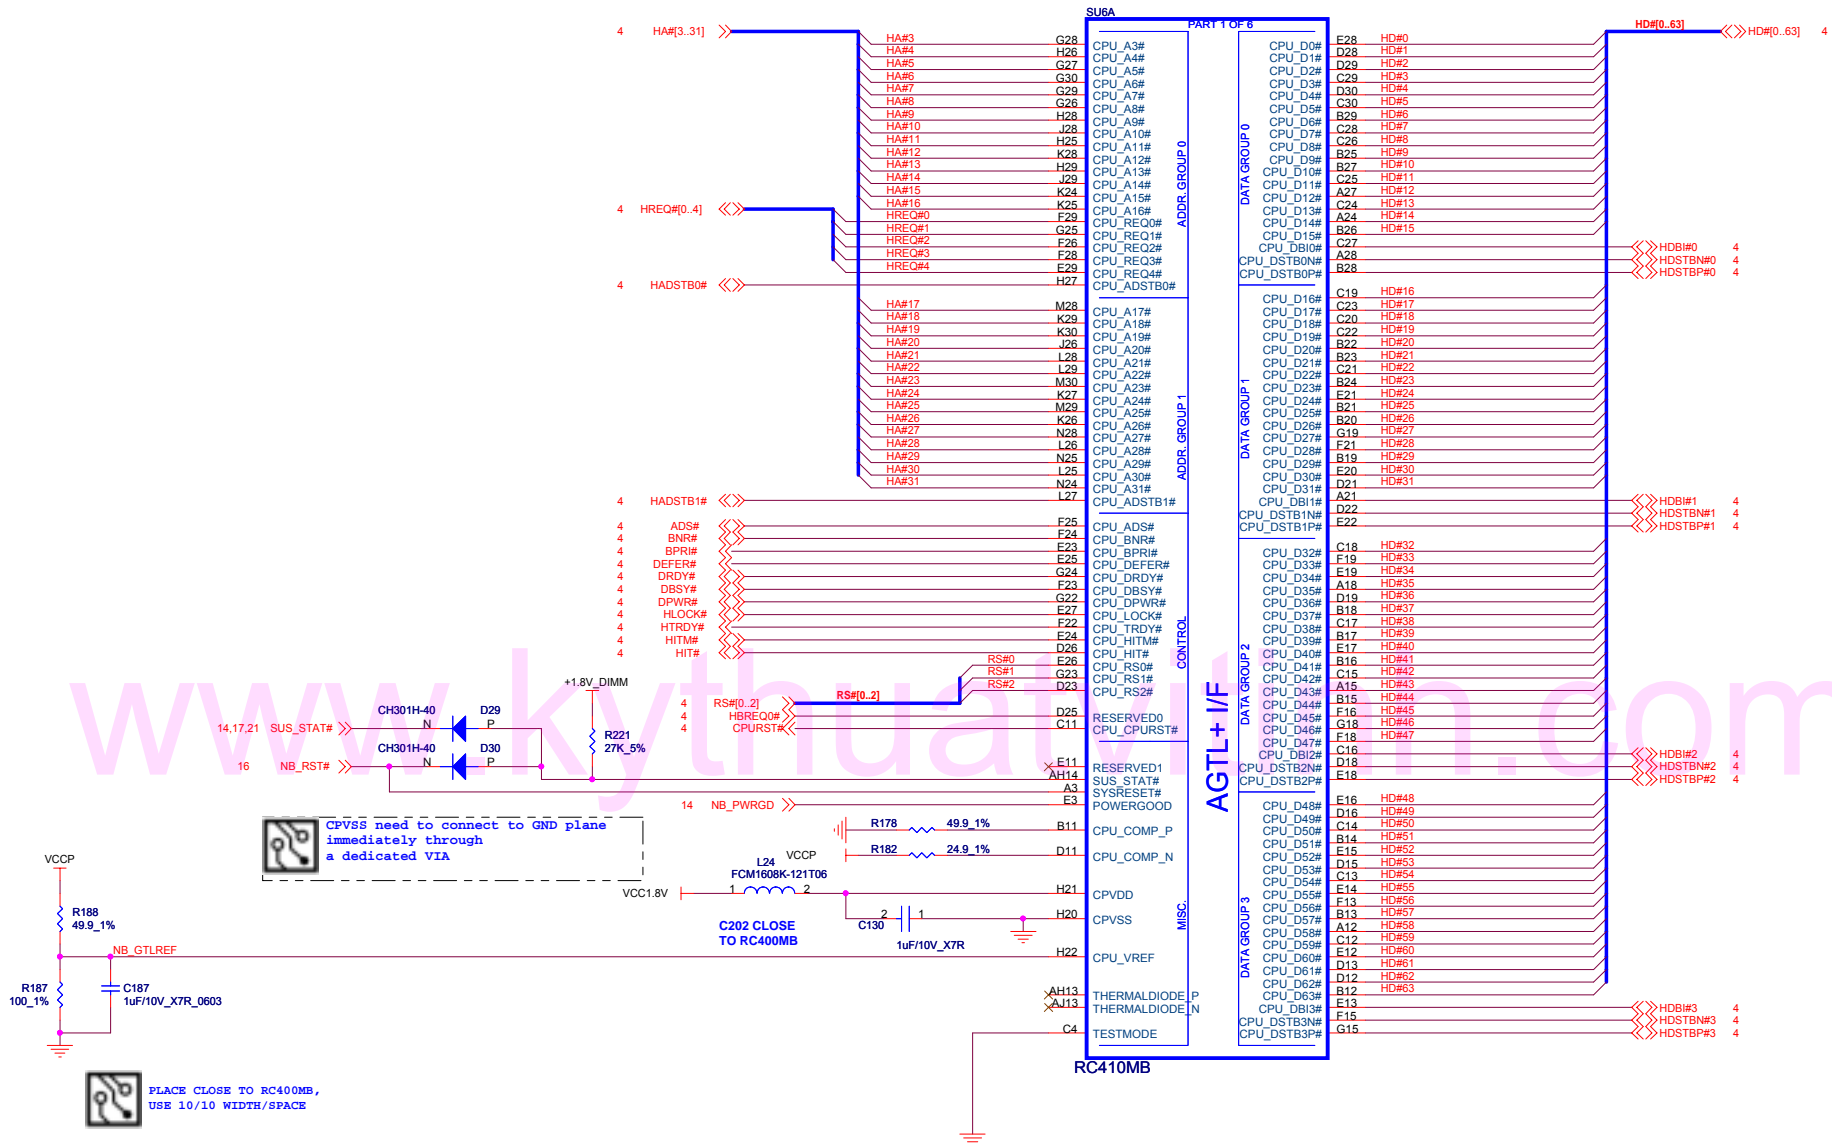 SU6A
PART 1 OF 6
4 HA#[3..31]
HA#3 G28 CPU_A3#
HA#4 H26 CPU_A4#
HA#5 G27 CPU_A5#
HA#6 G30 CPU_A6#
HA#7 G29 CPU_A7#
HA#8 G26 CPU_A8#
HA#9 H28 CPU_A9#
HA#10 J28 CPU_A10#
HA#11 H25 CPU_A11#
HA#12 K28 CPU_A12#
HA#13 H29 CPU_A13#
HA#14 J29 CPU_A14#
HA#15 K24 CPU_A15#
HA#16 K25 CPU_A16#
4 HREQ#[0..4]
HREQ#0 F29 CPU_REQ0#
HREQ#1 G25 CPU_REQ1#
HREQ#2 F26 CPU_REQ2#
HREQ#3 F28 CPU_REQ3#
HREQ#4 E29 CPU_REQ4#
4 HADSTB0# H27 CPU_ADSTB0#
ADDR. GROUP 0
HA#17 M28 CPU_A17#
HA#18 K29 CPU_A18#
HA#19 K30 CPU_A19#
HA#20 J26 CPU_A20#
HA#21 L28 CPU_A21#
HA#22 L29 CPU_A22#
HA#23 M30 CPU_A23#
HA#24 K27 CPU_A24#
HA#25 M29 CPU_A25#
HA#26 K26 CPU_A26#
HA#27 N28 CPU_A27#
HA#28 L26 CPU_A28#
HA#29 N25 CPU_A29#
HA#30 L25 CPU_A30#
HA#31 N24 CPU_A31#
4 HADSTB1# L27 CPU_ADSTB1#
ADDR. GROUP 1
4 ADS# F25 CPU_ADS#
4 BNR# F24 CPU_BNR#
4 BPRI# E23 CPU_BPRI#
4 DEFER# E25 CPU_DEFER#
4 DRDY# G24 CPU_DRDY#
4 DBSY# F23 CPU_DBSY#
4 DPWR# G22 CPU_DPWR#
4 HLOCK# E27 CPU_LOCK#
4 HTRDY# F22 CPU_TRDY#
4 HITM# E24 CPU_HITM#
4 HIT# D26 CPU_HIT#
RS#0 E26 CPU_RS0#
RS#1 G23 CPU_RS1#
RS#2 D23 CPU_RS2#
4 RS#[0..2] RS#[0..2]
4 HBREQ0# D25 RESERVED0
4 CPURST# C11 CPU_CPURST#
CONTROL
+1.8V_DIMM
R221
27K_5%
CH301H-40 D29
14,17,21 SUS_STAT# N P
CH301H-40 D30
16 NB_RST# N P
E11 RESERVED1
AH14 SUS_STAT#
A3 SYSRESET#
14 NB_PWRGD E3 POWERGOOD
R178 49.9_1% B11 CPU_COMP_P
R182 24.9_1% D11 CPU_COMP_N
VCCP
L24
FCM1608K-121T06
VCC1.8V 1 2 H21 CPVDD
2 1 H20 CPVSS
C130
1uF/10V_X7R
C202 CLOSE
TO RC400MB
H22 CPU_VREF
AH13 THERMALDIODE_P
AJ13 THERMALDIODE_N
C4 TESTMODE
MISC.
CPVSS need to connect to GND plane
immediately through
a dedicated VIA
VCCP
R188
49.9_1%
NB_GTLREF
R187
100_1%
C187
1uF/10V_X7R_0603
PLACE CLOSE TO RC400MB,
USE 10/10 WIDTH/SPACE
AGTL+ I/F
RC410MB
HD#[0..63] HD#[0..63] 4
CPU_D0# E28 HD#0
CPU_D1# D28 HD#1
CPU_D2# D29 HD#2
CPU_D3# C29 HD#3
CPU_D4# D30 HD#4
CPU_D5# C30 HD#5
CPU_D6# B29 HD#6
CPU_D7# C28 HD#7
CPU_D8# C26 HD#8
CPU_D9# B25 HD#9
CPU_D10# B27 HD#10
CPU_D11# C25 HD#11
CPU_D12# A27 HD#12
CPU_D13# C24 HD#13
CPU_D14# A24 HD#14
CPU_D15# B26 HD#15
CPU_DBI0# C27 HDBI#0 4
CPU_DSTB0N# A28 HDSTBN#0 4
CPU_DSTB0P# B28 HDSTBP#0 4
DATA GROUP 0
CPU_D16# C19 HD#16
CPU_D17# C23 HD#17
CPU_D18# C20 HD#18
CPU_D19# C22 HD#19
CPU_D20# B22 HD#20
CPU_D21# B23 HD#21
CPU_D22# C21 HD#22
CPU_D23# B24 HD#23
CPU_D24# E21 HD#24
CPU_D25# B21 HD#25
CPU_D26# B20 HD#26
CPU_D27# G19 HD#27
CPU_D28# F21 HD#28
CPU_D29# B19 HD#29
CPU_D30# E20 HD#30
CPU_D31# D21 HD#31
CPU_DBI1# A21 HDBI#1 4
CPU_DSTB1N# D22 HDSTBN#1 4
CPU_DSTB1P# E22 HDSTBP#1 4
DATA GROUP 1
CPU_D32# C18 HD#32
CPU_D33# F19 HD#33
CPU_D34# E19 HD#34
CPU_D35# A18 HD#35
CPU_D36# D19 HD#36
CPU_D37# B18 HD#37
CPU_D38# C17 HD#38
CPU_D39# B17 HD#39
CPU_D40# E17 HD#40
CPU_D41# B16 HD#41
CPU_D42# C15 HD#42
CPU_D43# A15 HD#43
CPU_D44# B15 HD#44
CPU_D45# F16 HD#45
CPU_D46# G18 HD#46
CPU_D47# F18 HD#47
CPU_DBI2# C16 HDBI#2 4
CPU_DSTB2N# D18 HDSTBN#2 4
CPU_DSTB2P# E18 HDSTBP#2 4
DATA GROUP 2
CPU_D48# E16 HD#48
CPU_D49# D16 HD#49
CPU_D50# C14 HD#50
CPU_D51# B14 HD#51
CPU_D52# E15 HD#52
CPU_D53# D15 HD#53
CPU_D54# C13 HD#54
CPU_D55# E14 HD#55
CPU_D56# F13 HD#56
CPU_D57# B13 HD#57
CPU_D58# A12 HD#58
CPU_D59# C12 HD#59
CPU_D60# E12 HD#60
CPU_D61# D13 HD#61
CPU_D62# D12 HD#62
CPU_D63# B12 HD#63
CPU_DBI3# E13 HDBI#3 4
CPU_DSTB3N# F15 HDSTBN#3 4
CPU_DSTB3P# G15 HDSTBP#3 4
DATA GROUP 3
www.kythuatvitinh.com